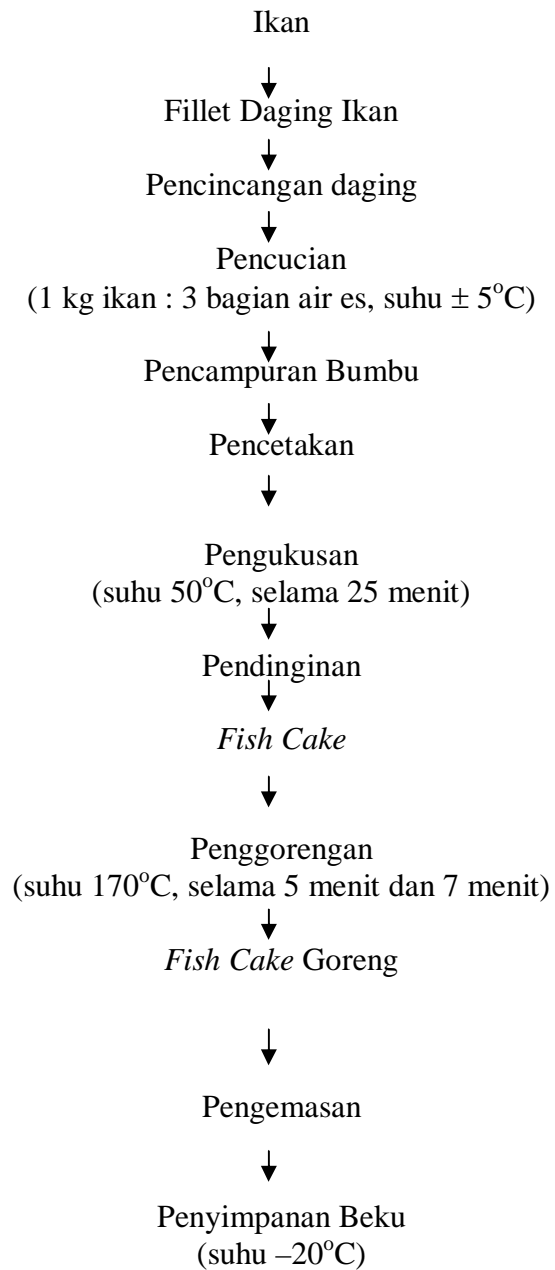 Ikan
Fillet Daging Ikan
Pencincangan daging
Pencucian
(1 kg ikan : 3 bagian air es, suhu ± 5°C)
Pencampuran Bumbu
Pencetakan
Pengukusan
(suhu 50°C, selama 25 menit)
Pendinginan
Fish Cake
Penggorengan
(suhu 170°C, selama 5 menit dan 7 menit)
Fish Cake Goreng
Pengemasan
Penyimpanan Beku
(suhu –20°C)